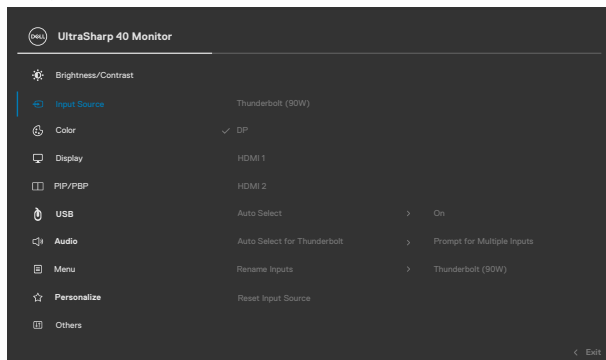 DELL UltraSharp 40 Monitor
Brightness/Contrast
Input Source Thunderbolt (90W)
Color DP
Display HDMI 1
PIP/PBP HDMI 2
USB Auto Select > On
Audio Auto Select for Thunderbolt > Prompt for Multiple Inputs
Menu Rename Inputs > Thunderbolt (90W)
Personalize Reset Input Source
Others
< Exit